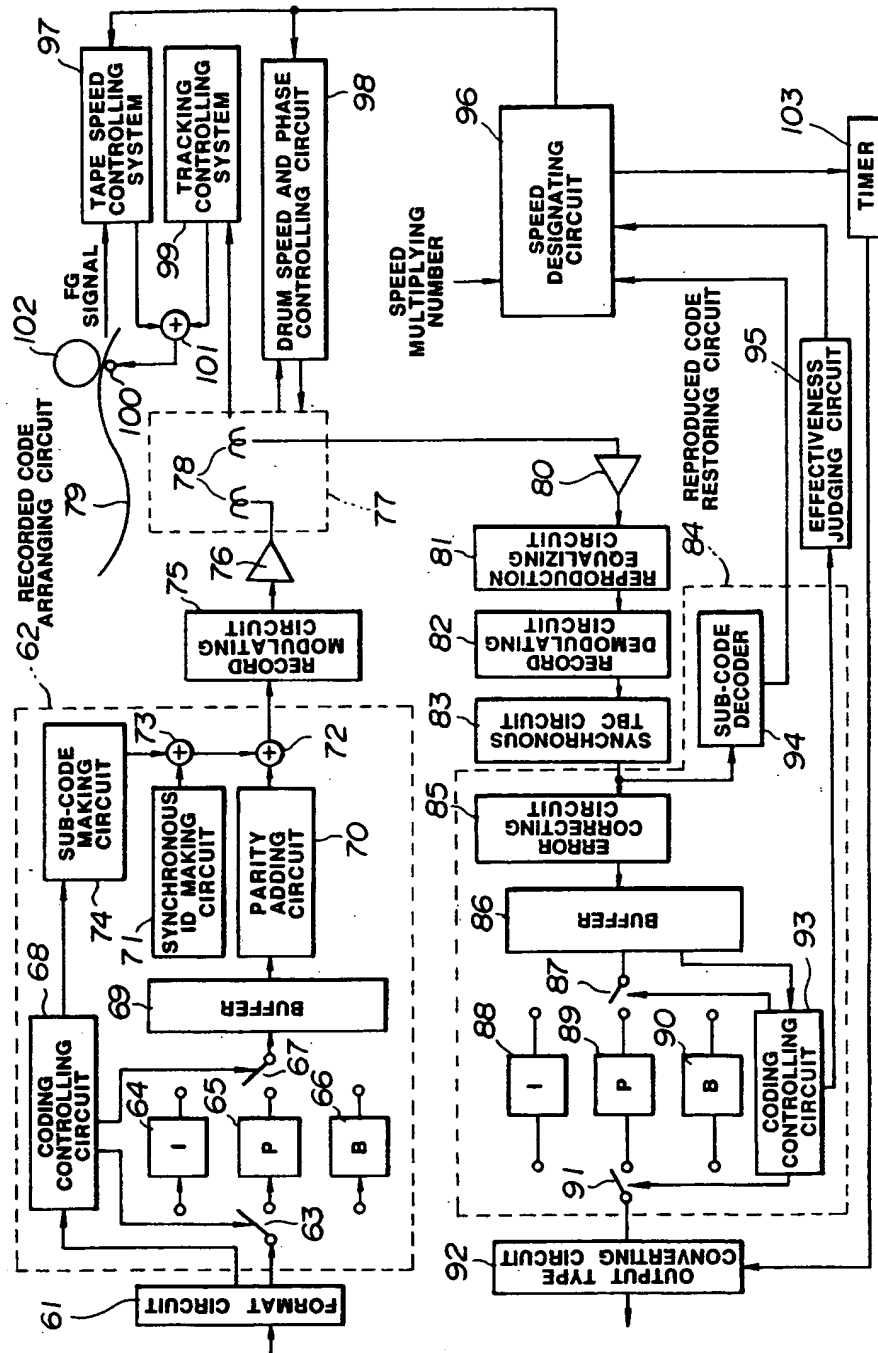 61
FORMAT CIRCUIT
62
RECORDED CODE
ARRANGING CIRCUIT
68
CODING
CONTROLLING
CIRCUIT
63
64
I
65
P
66
B
67
69
BUFFER
SUB-CODE
MAKING
CIRCUIT
74
73
+
SYNCHRONOUS
ID MAKING
CIRCUIT
71
72
+
PARITY
ADDING
CIRCUIT
70
75
RECORD
MODULATING
CIRCUIT
76
77
78
79
102
100
FG
SIGNAL
101
+
97
TAPE SPEED
CONTROLLING
SYSTEM
TRACKING
CONTROLLING
SYSTEM
99
DRUM SPEED AND PHASE
CONTROLLING CIRCUIT
98
80
81
REPRODUCTION
EQUALIZING
CIRCUIT
82
RECORD
DEMODULATING
CIRCUIT
83
SYNCHRONOUS
TBC CIRCUIT
84
REPRODUCED CODE
RESTORING CIRCUIT
85
ERROR
CORRECTING
CIRCUIT
86
BUFFER
87
88
I
89
P
90
B
91
92
OUTPUT TYPE
CONVERTING CIRCUIT
93
CODING
CONTROLLING
CIRCUIT
SUB-CODE
DECODER
94
95
EFFECTIVENESS
JUDGING CIRCUIT
SPEED
MULTIPLYING
NUMBER
96
SPEED
DESIGNATING
CIRCUIT
103
TIMER